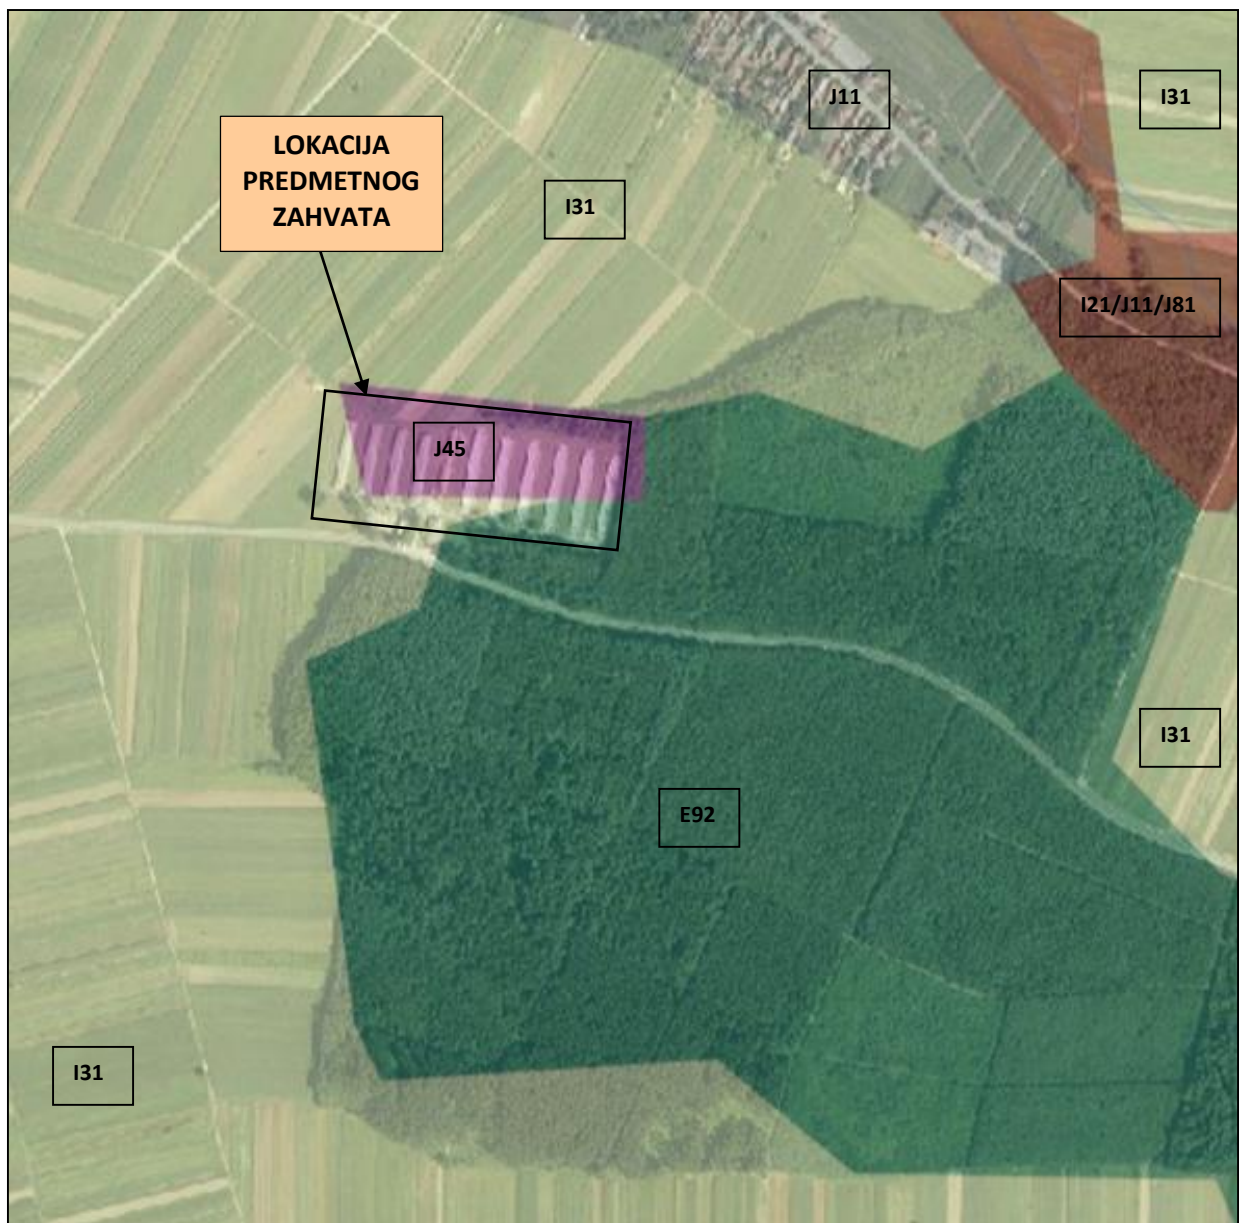 J11
I31
LOKACIJA
PREDMETNOG
ZAHVATA
I31
I21/J11/J81
J45
I31
E92
I31